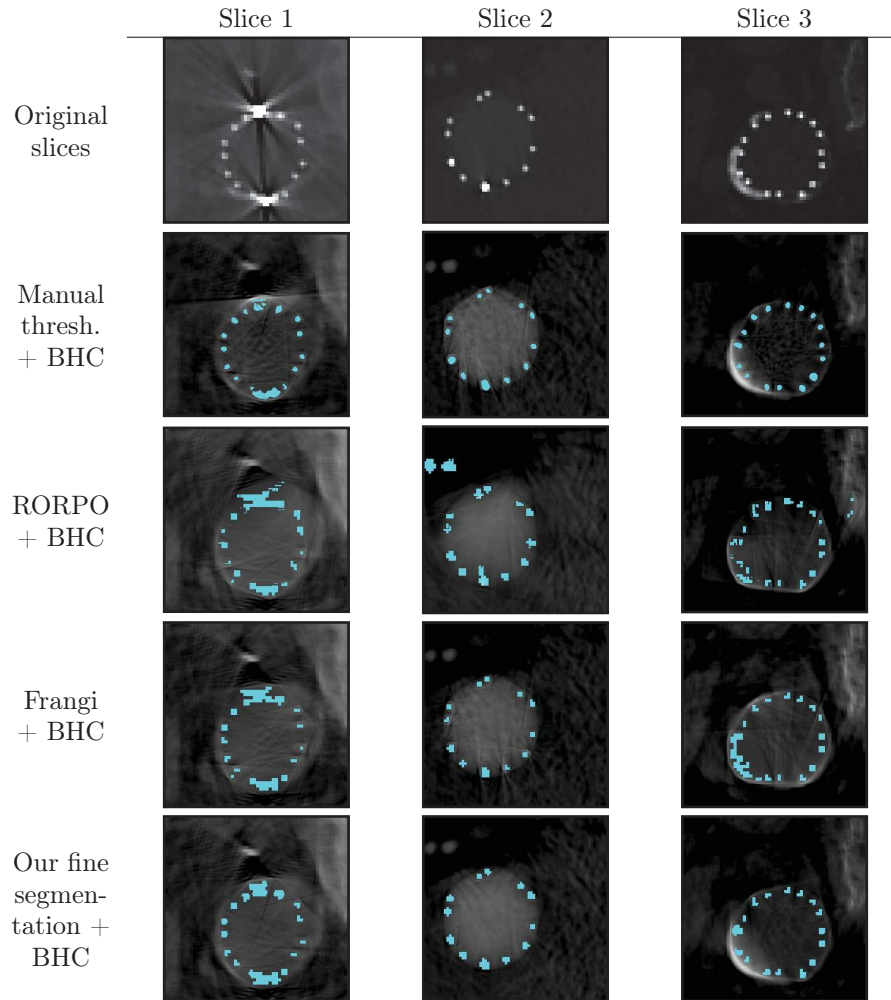 Slice 1 Slice 2 Slice 3
Original
slices
Manual
thresh.
+ BHC
RORPO
+ BHC
Frangi
+ BHC
Our fine
segmen-
tation +
BHC